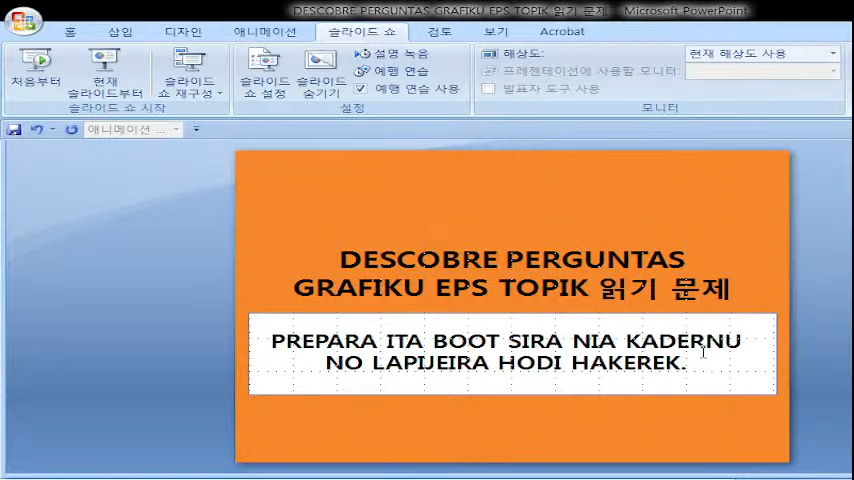 DESCOBRE PERGUNTAS GRAFIKU EPS TOPIK 읽기 문제 - Microsoft PowerPoint
홈 삽입 디자인 애니메이션 슬라이드 쇼 검토 보기 Acrobat
처음부터
현재 슬라이드부터
슬라이드 쇼 재구성
슬라이드 쇼 시작
슬라이드 쇼 설정
슬라이드 숨기기
설명 녹음
예행 연습
예행 연습 사용
설정
해상도: 현재 해상도 사용
프레젠테이션에 사용할 모니터:
발표자 도구 사용
모니터
애니메이션 ...
DESCOBRE PERGUNTAS
GRAFIKU EPS TOPIK 읽기 문제
PREPARA ITA BOOT SIRA NIA KADERNU
NO LAPIJEIRA HODI HAKEREK.